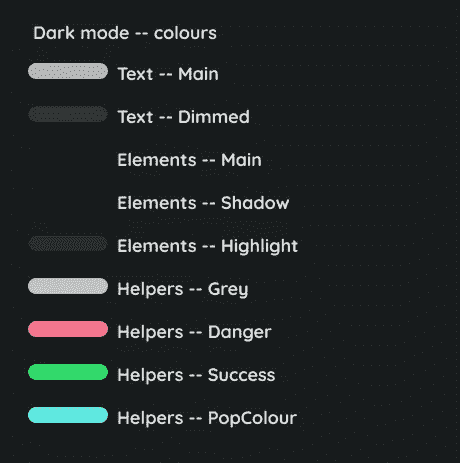 Dark mode -- colours
Text -- Main
Text -- Dimmed
Elements -- Main
Elements -- Shadow
Elements -- Highlight
Helpers -- Grey
Helpers -- Danger
Helpers -- Success
Helpers -- PopColour